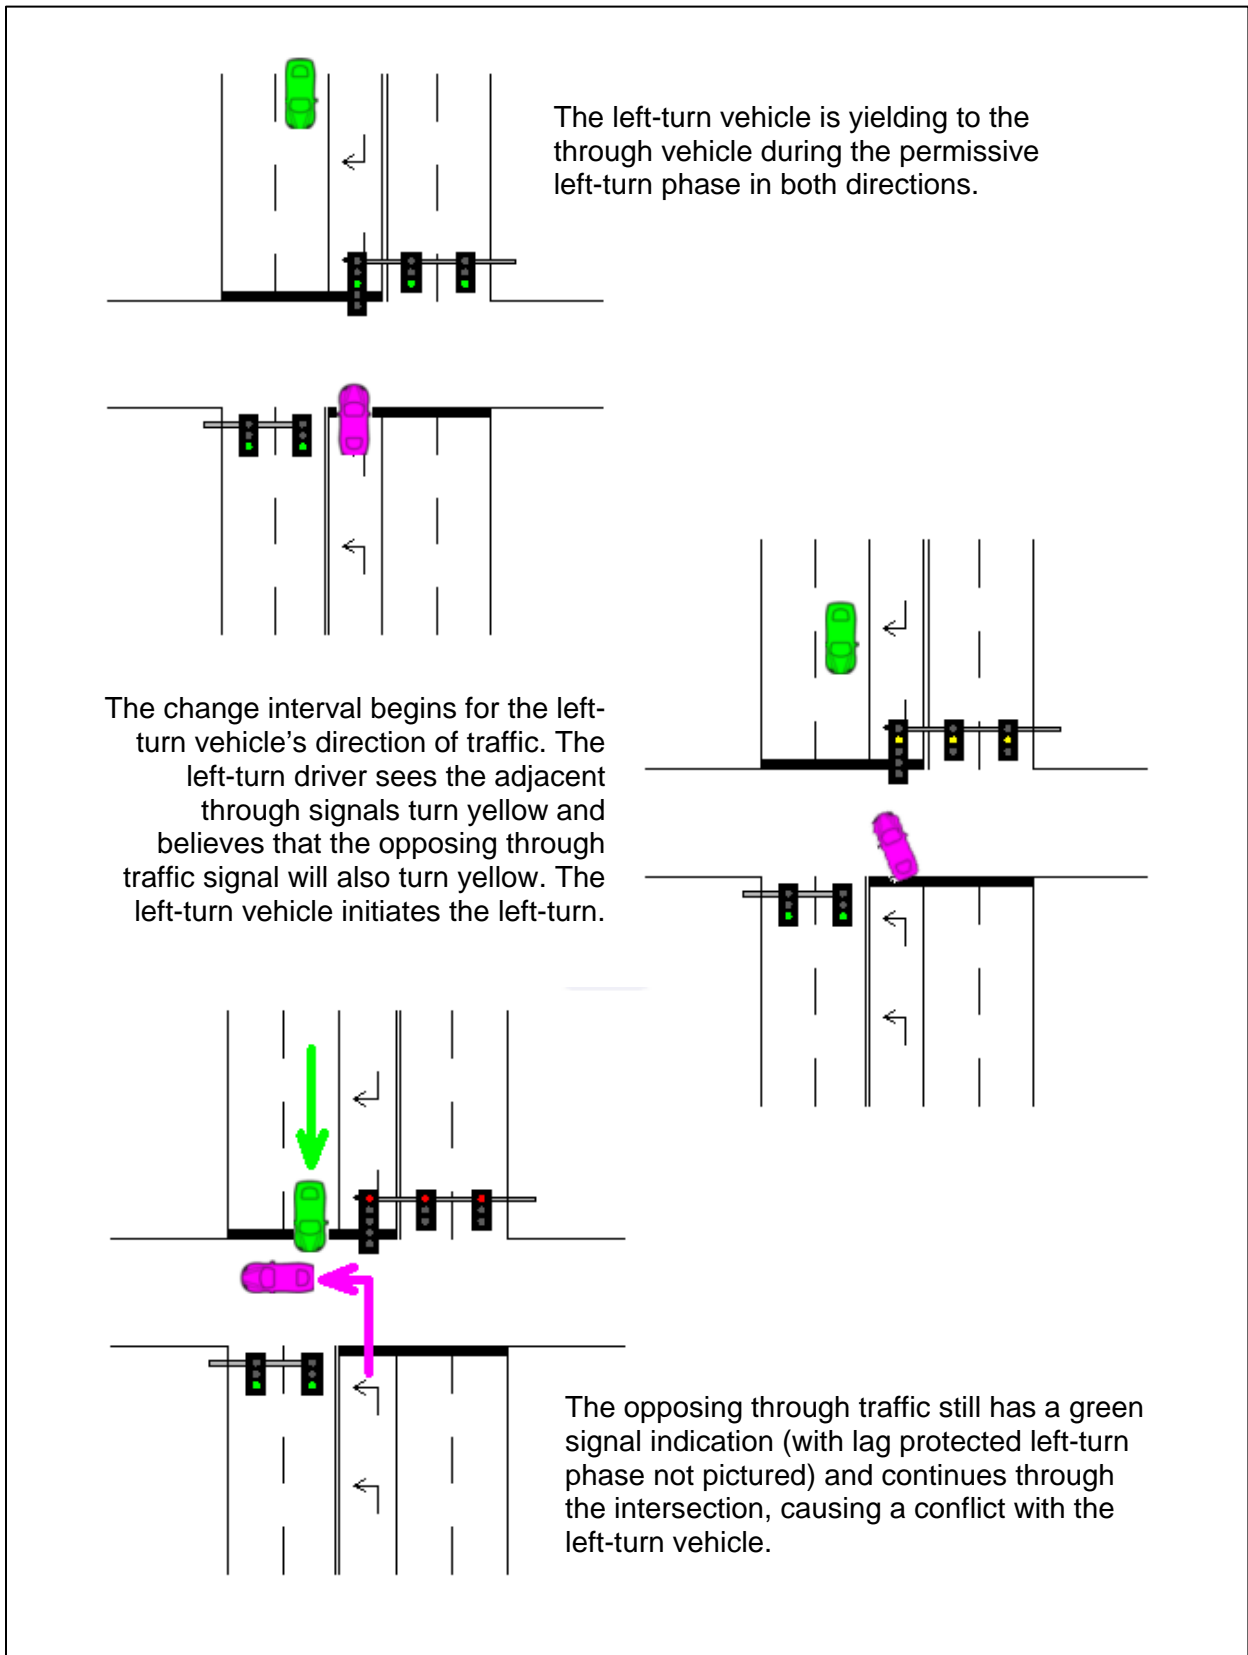 The left-turn vehicle is yielding to the
through vehicle during the permissive
left-turn phase in both directions.
The change interval begins for the left-
turn vehicle's direction of traffic. The
left-turn driver sees the adjacent
through signals turn yellow and
believes that the opposing through
traffic signal will also turn yellow. The
left-turn vehicle initiates the left-turn.
The opposing through traffic still has a green
signal indication (with lag protected left-turn
phase not pictured) and continues through
the intersection, causing a conflict with the
left-turn vehicle.